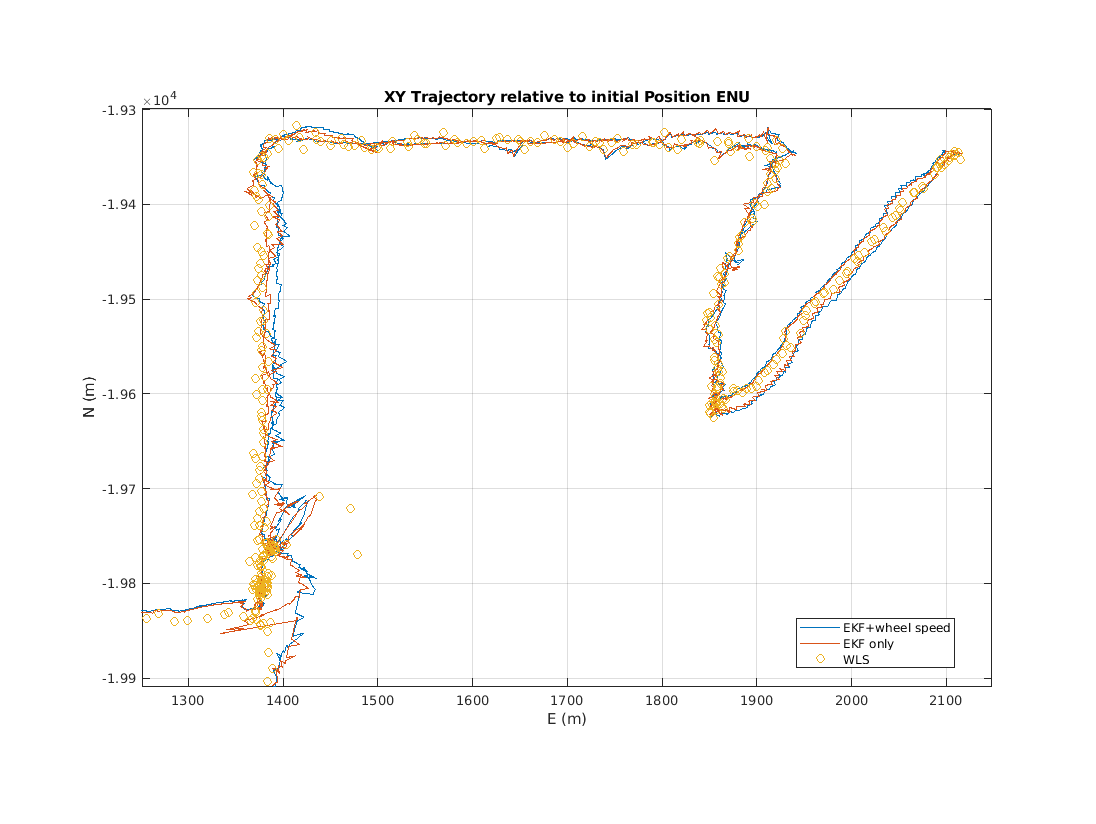 XY Trajectory relative to initial Position ENU
×10⁴
-1.93
-1.94
-1.95
-1.96
-1.97
-1.98
-1.99
N (m)
1300 1400 1500 1600 1700 1800 1900 2000 2100
E (m)
EKF+wheel speed
EKF only
WLS